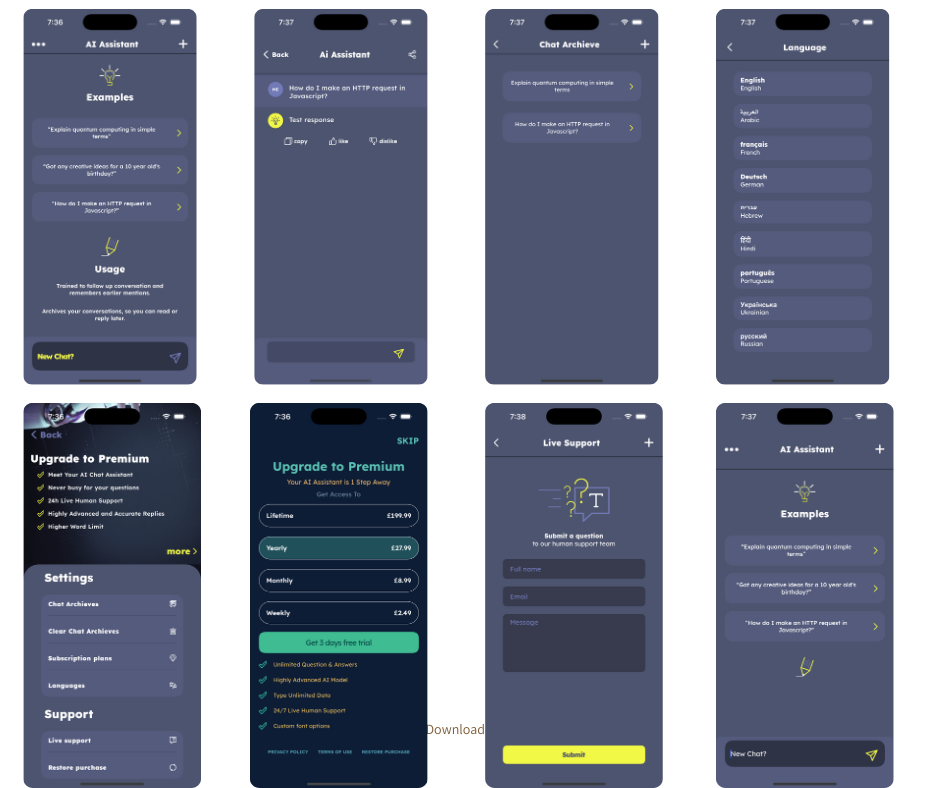 7:36
AI Assistant
Examples
"Explain quantum computing in simple
terms"
"Got any creative ideas for a 10 year old's
birthday?"
"How do I make an HTTP request in
Javascript?"
Usage
Trained to follow up conversation and
remembers earlier mentions.
Archives your conversations, so you can read or
reply later.
New Chat?
7:37
Back
Ai Assistant
How do I make an HTTP request in
Javascript?
Test response
copy
like
dislike
7:37
Chat Archieve
Explain quantum computing in simple
terms
How do I make an HTTP request in
Javascript?
7:37
Language
English
English
العربية
Arabic
français
French
Deutsch
German
עברית
Hebrew
हिंदी
Hindi
português
Portuguese
Українська
Ukrainian
русский
Russian
7:36
Back
Upgrade to Premium
Meet Your AI Chat Assistant
Never busy for your questions
24h Live Human Support
Highly Advanced and Accurate Replies
Higher Word Limit
more
Settings
Chat Archieves
Clear Chat Archieves
Subscription plans
Languages
Support
Live support
Restore purchase
7:36
SKIP
Upgrade to Premium
Your AI Assistant is 1 Step Away
Get Access To
Lifetime £199.99
Yearly £27.99
Monthly £8.99
Weekly £2.49
Get 3 days free trial
Unlimited Question & Answers
Highly Advanced AI Model
Type Unlimited Data
24/7 Live Human Support
Custom font options
PRIVACY POLICY TERMS OF USE RESTORE PURCHASE
Download
7:38
Live Support
T
Submit a question
to our human support team
Full name
Email
Message
Submit
7:37
AI Assistant
Examples
"Explain quantum computing in simple
terms"
"Got any creative ideas for a 10 year old's
birthday?"
"How do I make an HTTP request in
Javascript?"
New Chat?